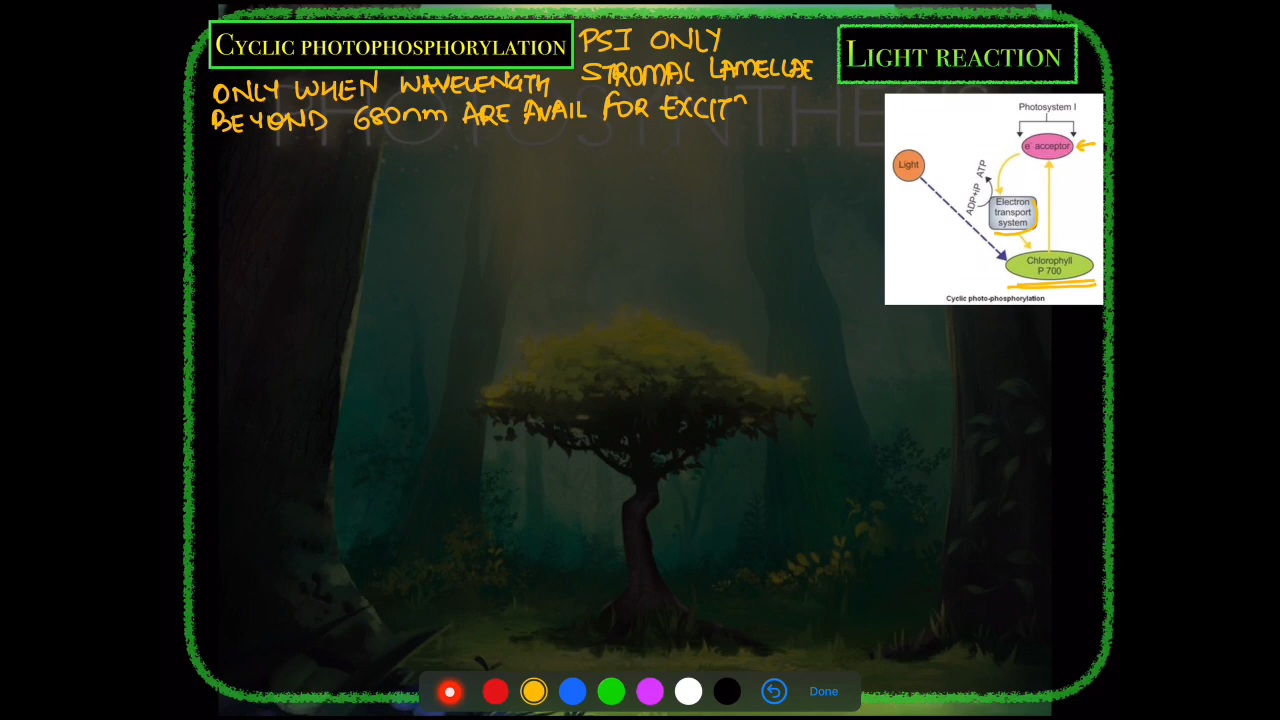 CYCLIC PHOTOPHOSPHORYLATION
PSI ONLY
STROMAL LAMELLAE
LIGHT REACTION
ONLY WHEN WAVELENGTH
BEYOND 680nm ARE AVAIL FOR EXCITⁿ
PHOTOSYNTHE
Photosystem I
e⁻ acceptor
Light
ADP+iP
ATP
Electron
transport
system
Chlorophyll
P 700
Cyclic photo-phosphorylation
Done